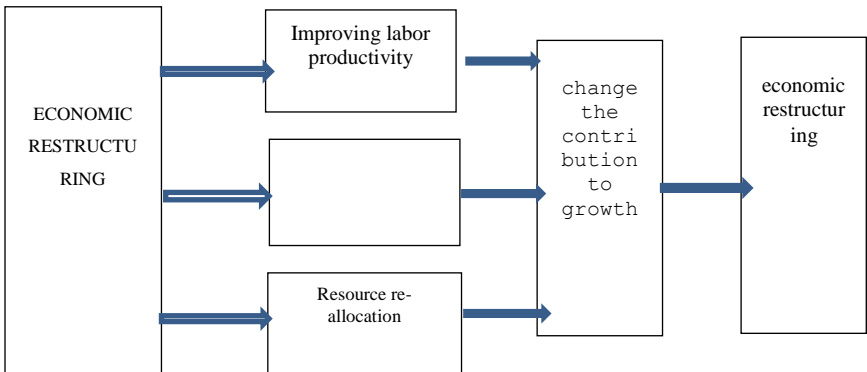 ECONOMIC
RESTRUCTU
RING
Improving labor
productivity
Resource re-
allocation
change
the
contri
bution
to
growth
economic
restructur
ing